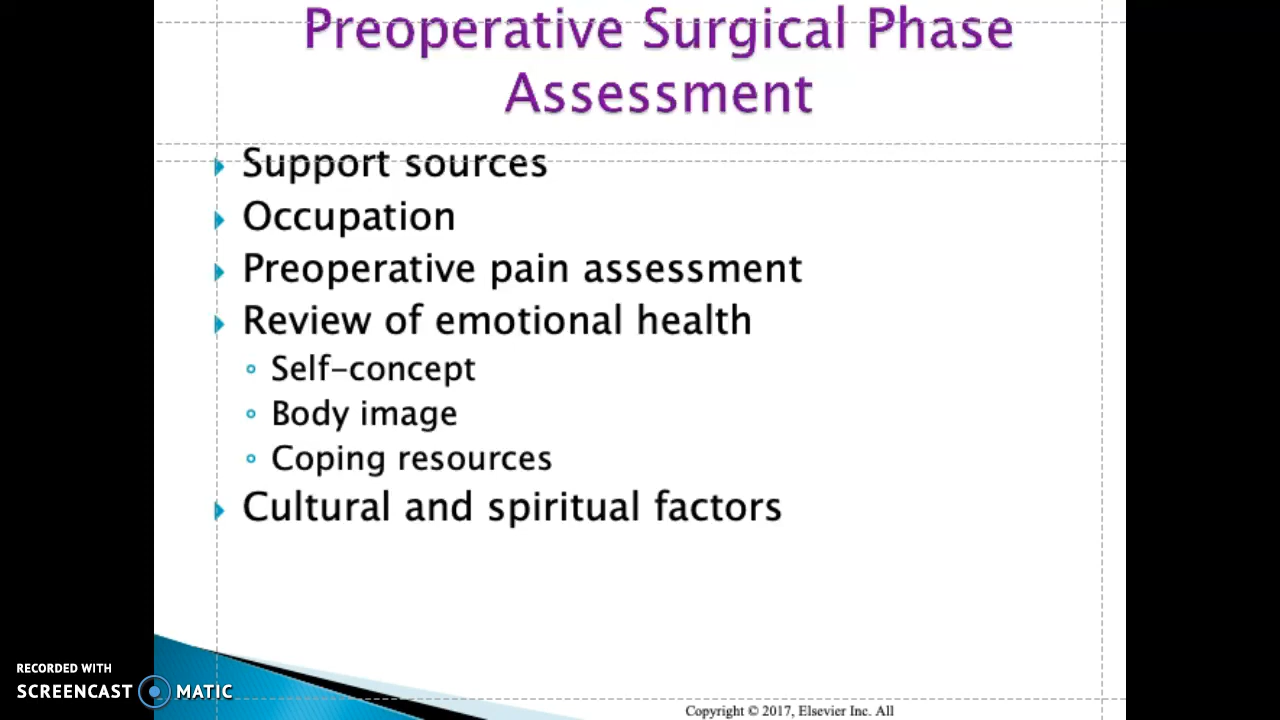 Preoperative Surgical Phase
Assessment
Support sources
Occupation
Preoperative pain assessment
Review of emotional health
Self-concept
Body image
Coping resources
Cultural and spiritual factors
RECORDED WITH
SCREENCAST MATIC
Copyright © 2017, Elsevier Inc. All